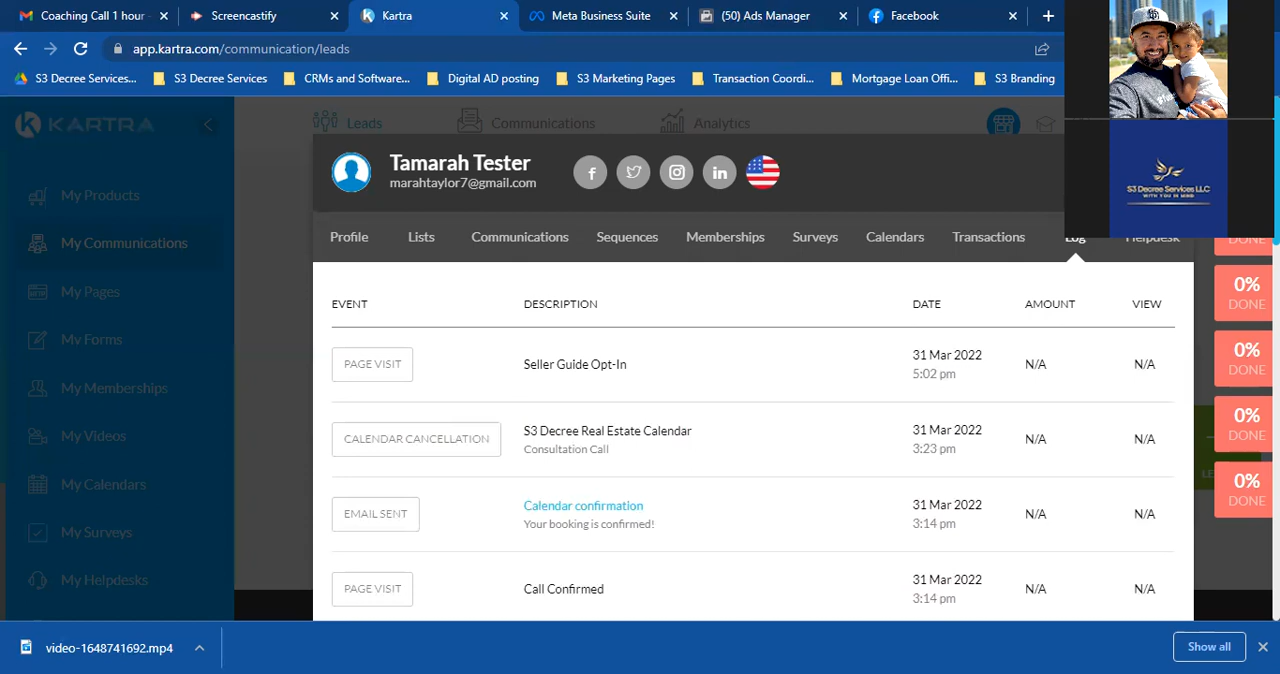 Coaching Call 1 hour
Screencastify
Kartra
Meta Business Suite
(50) Ads Manager
Facebook
app.kartra.com/communication/leads
S3 Decree Services...
S3 Decree Services
CRMs and Software...
Digital AD posting
S3 Marketing Pages
Transaction Coordi...
Mortgage Loan Offi...
S3 Branding
KARTRA
Leads
Communications
Analytics
Tamarah Tester
marahtaylor7@gmail.com
S3 Decree Services LLC
WITH YOU IN MIND
My Products
My Communications
My Pages
My Forms
My Memberships
My Videos
My Calendars
My Surveys
My Helpdesks
Profile
Lists
Communications
Sequences
Memberships
Surveys
Calendars
Transactions
Log
Helpdesk
EVENT
DESCRIPTION
DATE
AMOUNT
VIEW
PAGE VISIT
Seller Guide Opt-In
31 Mar 2022
5:02 pm
N/A
N/A
CALENDAR CANCELLATION
S3 Decree Real Estate Calendar
Consultation Call
31 Mar 2022
3:23 pm
N/A
N/A
EMAIL SENT
Calendar confirmation
Your booking is confirmed!
31 Mar 2022
3:14 pm
N/A
N/A
PAGE VISIT
Call Confirmed
31 Mar 2022
3:14 pm
N/A
N/A
DONE
0%
DONE
0%
DONE
0%
DONE
0%
DONE
video-1648741692.mp4
Show all